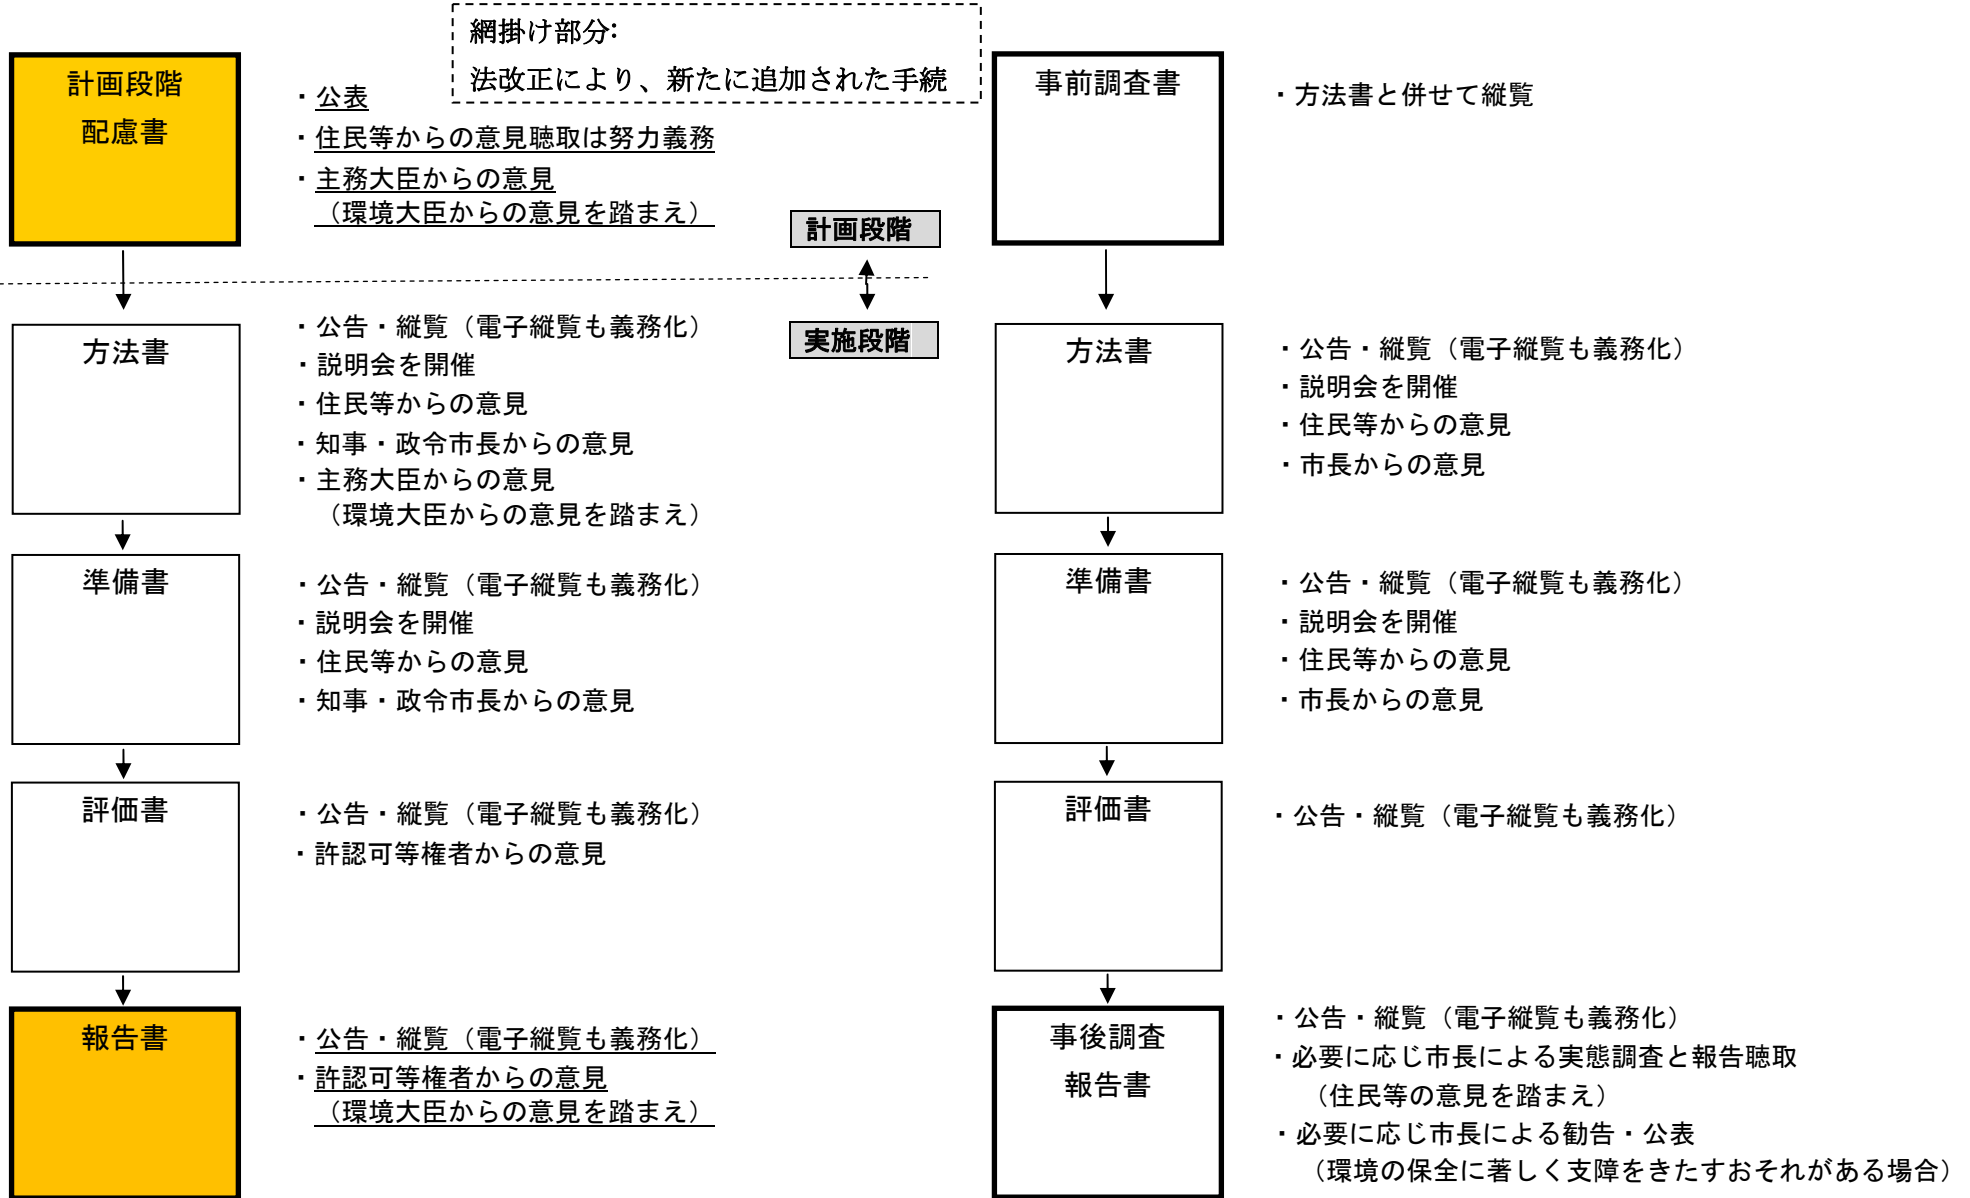 網掛け部分:
法改正により、新たに追加された手続
計画段階
配慮書
・公表
・住民等からの意見聴取は努力義務
・主務大臣からの意見
（環境大臣からの意見を踏まえ）
計画段階
実施段階
方法書
・公告・縦覧（電子縦覧も義務化）
・説明会を開催
・住民等からの意見
・知事・政令市長からの意見
・主務大臣からの意見
（環境大臣からの意見を踏まえ）
準備書
・公告・縦覧（電子縦覧も義務化）
・説明会を開催
・住民等からの意見
・知事・政令市長からの意見
評価書
・公告・縦覧（電子縦覧も義務化）
・許認可等権者からの意見
報告書
・公告・縦覧（電子縦覧も義務化）
・許認可等権者からの意見
（環境大臣からの意見を踏まえ）
事前調査書
・方法書と併せて縦覧
方法書
・公告・縦覧（電子縦覧も義務化）
・説明会を開催
・住民等からの意見
・市長からの意見
準備書
・公告・縦覧（電子縦覧も義務化）
・説明会を開催
・住民等からの意見
・市長からの意見
評価書
・公告・縦覧（電子縦覧も義務化）
事後調査
報告書
・公告・縦覧（電子縦覧も義務化）
・必要に応じ市長による実態調査と報告聴取
（住民等の意見を踏まえ）
・必要に応じ市長による勧告・公表
（環境の保全に著しく支障をきたすおそれがある場合）